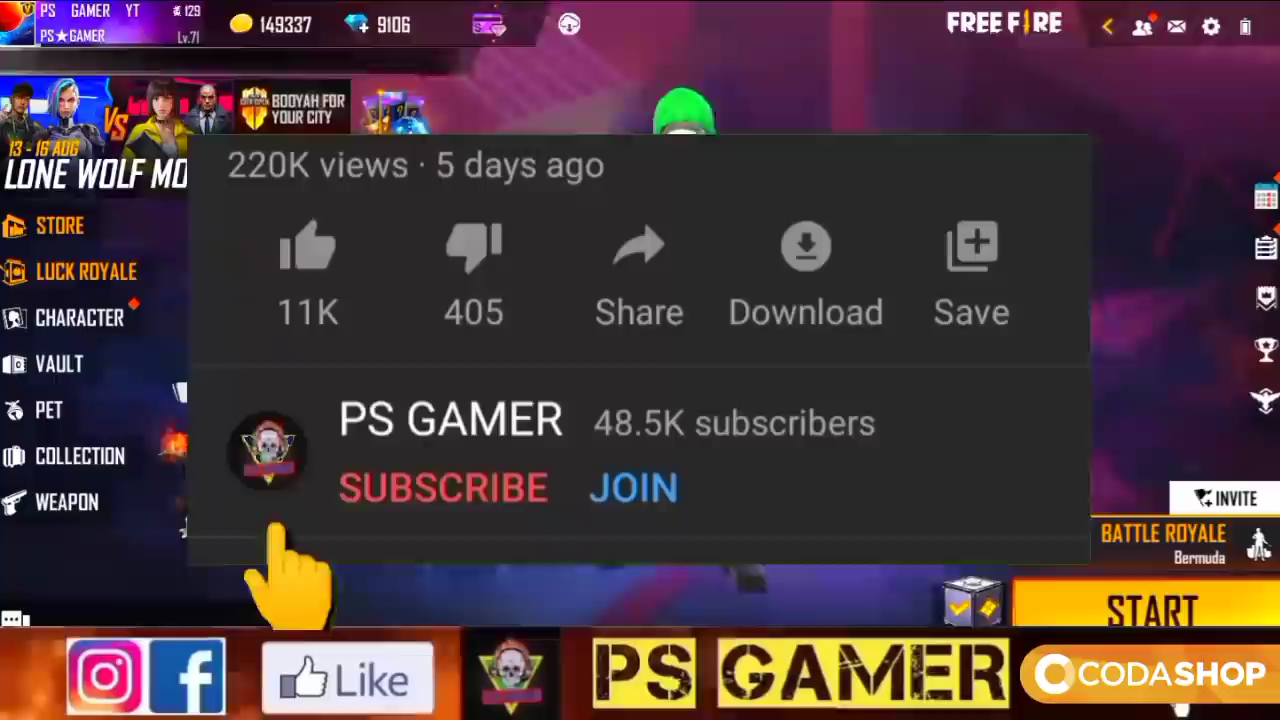 PS GAMER YT 129
PS★GAMER Lv.71
149337
9106
FREE FIRE
VS
BOOYAH FOR
YOUR CITY
13 - 16 AUG
LONE WOLF MO
STORE
LUCK ROYALE
CHARACTER
VAULT
PET
COLLECTION
WEAPON
220K views · 5 days ago
11K 405 Share Download Save
PS GAMER 48.5K subscribers
SUBSCRIBE JOIN
INVITE
BATTLE ROYALE
Bermuda
START
Like
PS GAMER
CODASHOP